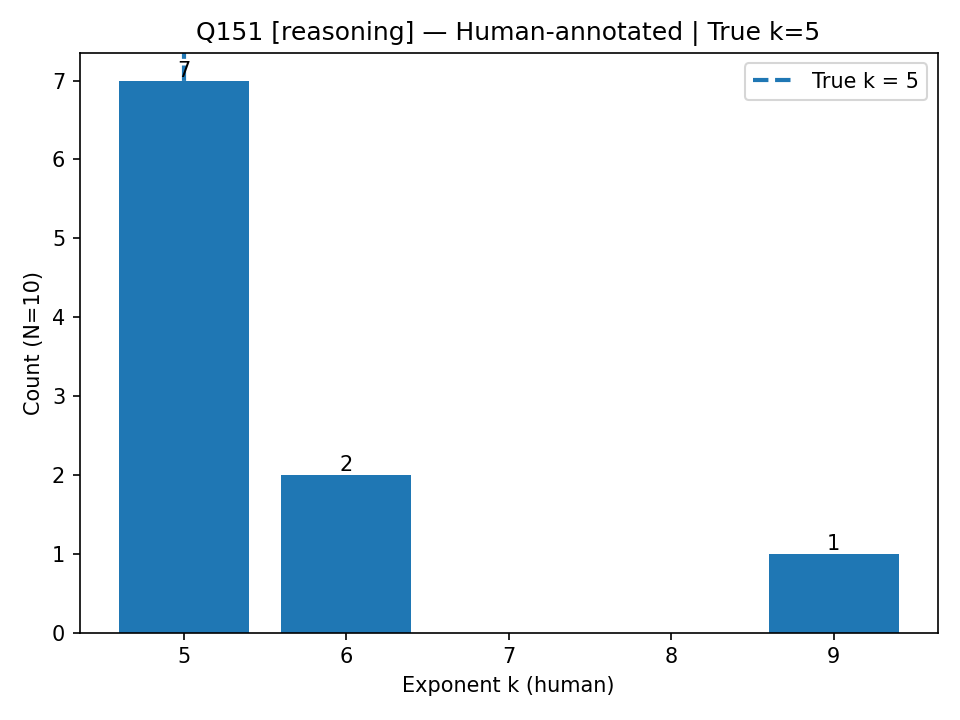 Q151 [reasoning] — Human-annotated | True k=5
True k = 5
7
2
1
Count (N=10)
7
6
5
4
3
2
1
0
5 6 7 8 9
Exponent k (human)